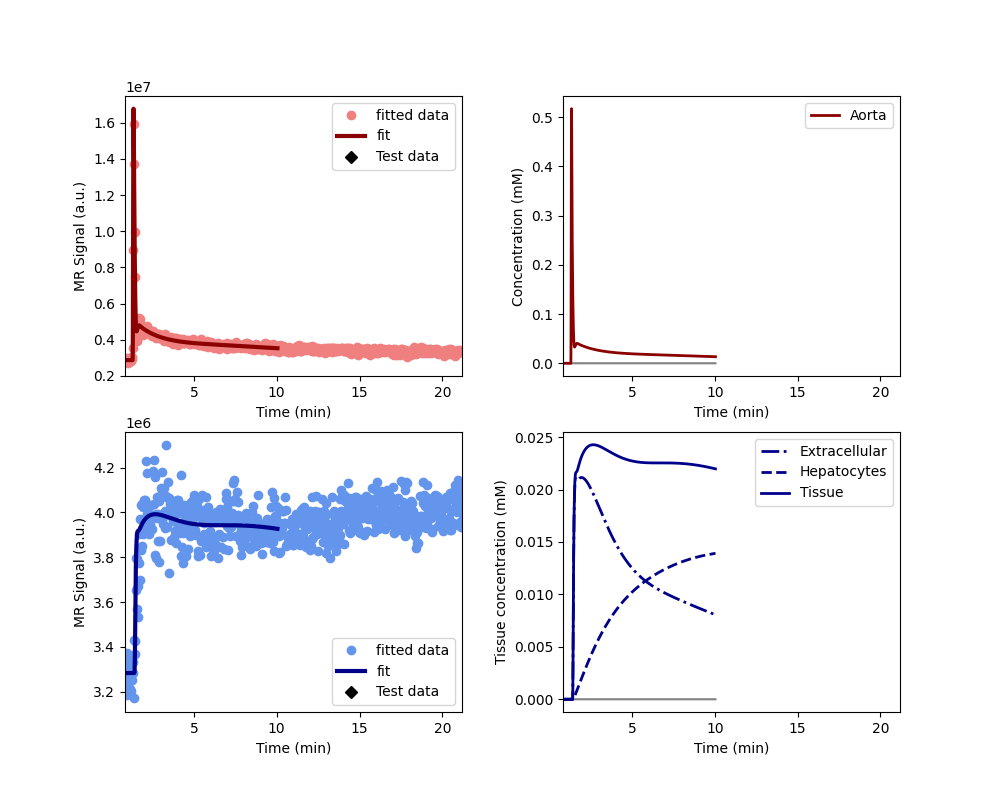 1e7
MR Signal (a.u.)
1.6
1.4
1.2
1.0
0.8
0.6
0.4
0.2
fitted data
fit
Test data
5
10
15
20
Time (min)
Concentration (mM)
0.5
0.4
0.3
0.2
0.1
0.0
Aorta
5
10
15
20
Time (min)
1e6
MR Signal (a.u.)
4.2
4.0
3.8
3.6
3.4
3.2
fitted data
fit
Test data
5
10
15
20
Time (min)
Tissue concentration (mM)
0.025
0.020
0.015
0.010
0.005
0.000
Extracellular
Hepatocytes
Tissue
5
10
15
20
Time (min)